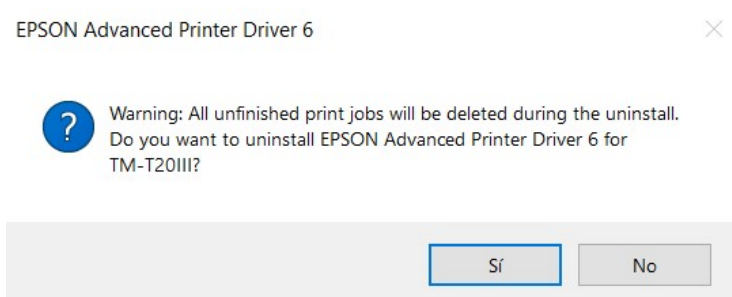 EPSON Advanced Printer Driver 6
Warning: All unfinished print jobs will be deleted during the uninstall.
Do you want to uninstall EPSON Advanced Printer Driver 6 for
TM-T20III?
Sí
No